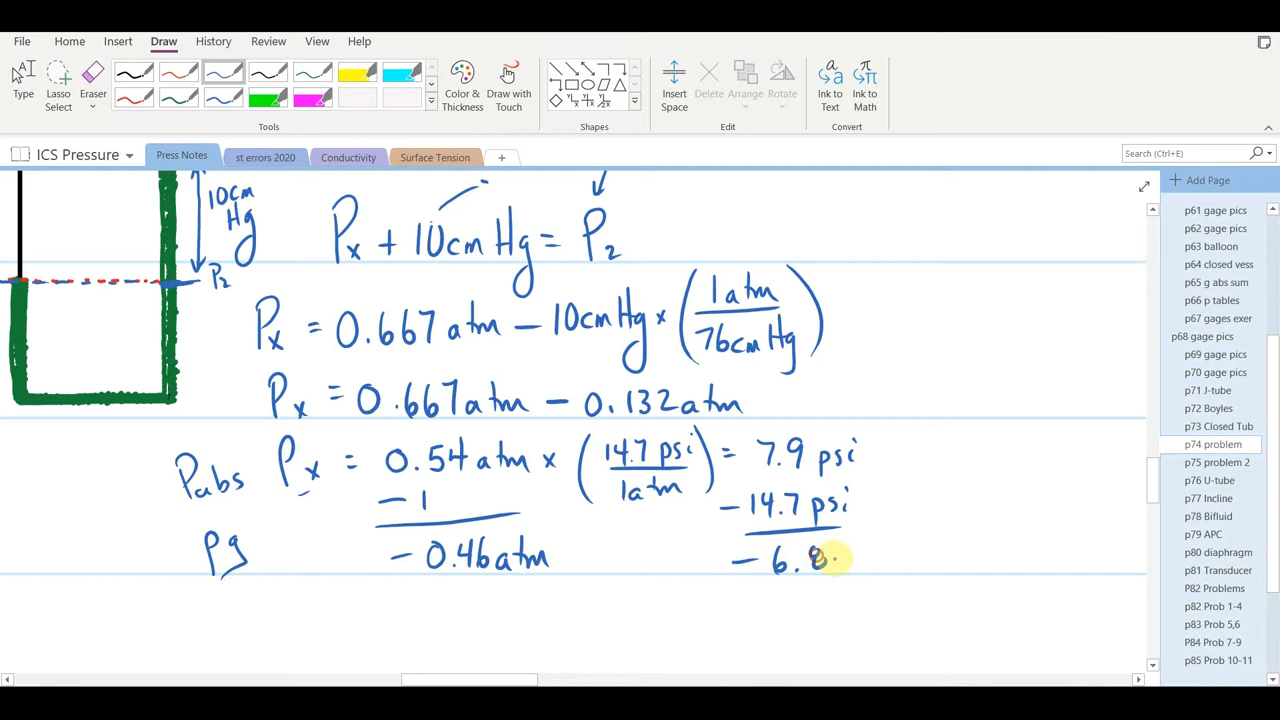 File Home Insert Draw History Review View Help
Type Lasso Select Eraser Color & Thickness Draw with Touch Insert Space Delete Arrange Rotate Ink to Text Ink to Math
Tools Shapes Edit Convert
ICS Pressure Press Notes st errors 2020 Conductivity Surface Tension + Search (Ctrl+E)
+ Add Page
p61 gage pics
p62 gage pics
p63 balloon
p64 closed vess
p65 g abs sum
p66 p tables
p67 gages exer
p68 gage pics
p69 gage pics
p70 gage pics
p71 J-tube
p72 Boyles
p73 Closed Tub
p74 problem
p75 problem 2
p76 U-tube
p77 Incline
p78 Bifluid
p79 APC
p80 diaphragm
p81 Transducer
P82 Problems
p82 Prob 1-4
p83 Prob 5,6
P84 Prob 7-9
p85 Prob 10-11
10cm
Hg
P2
Px + 10cm Hg = P2
Px = 0.667 atm - 10cm Hg × (1atm / 76cm Hg)
Px = 0.667atm - 0.132atm
Pabs Px = 0.54 atm × (14.7 psi / 1atm) = 7.9 psi
- 1 - 14.7 psi
Pg - 0.46 atm - 6.8